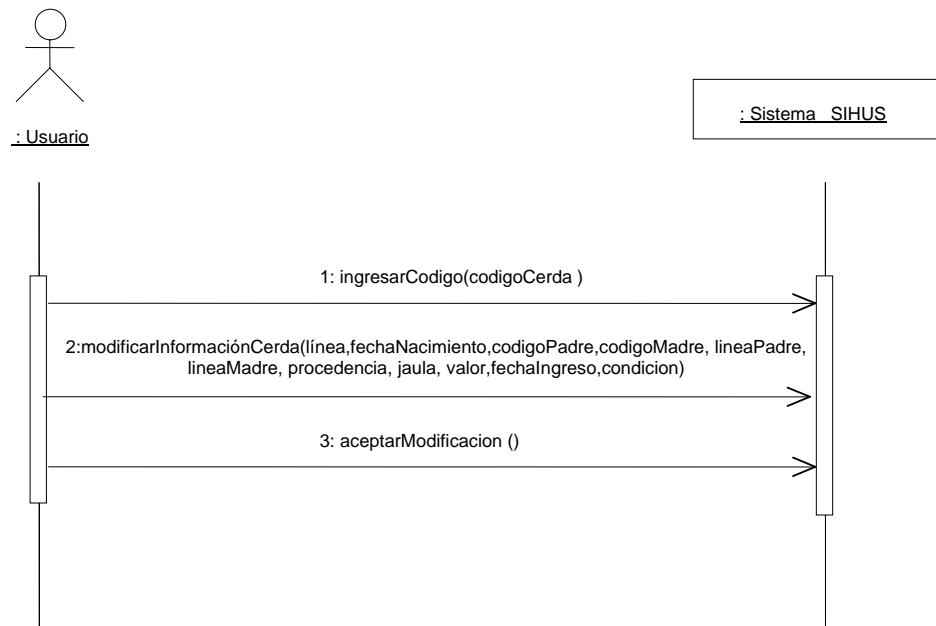 : Usuario
: Sistema SIHUS
1: ingresarCodigo(codigoCerda )
2:modificarInformaciónCerda(línea,fechaNacimiento,codigoPadre,codigoMadre, lineaPadre,
lineaMadre, procedencia, jaula, valor,fechaIngreso,condicion)
3: aceptarModificacion ()